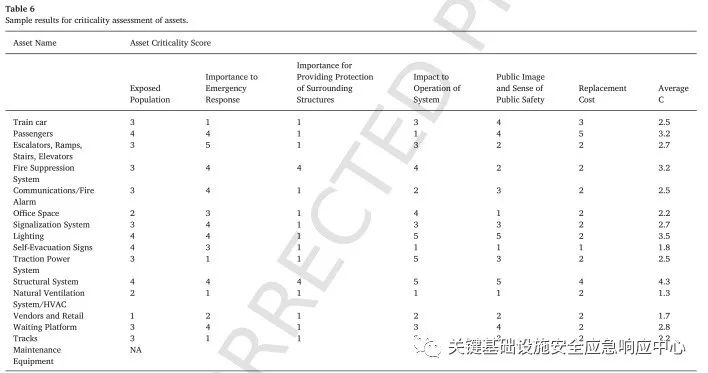 Table 6
Sample results for criticality assessment of assets.
Asset Name Asset Criticality Score
Importance for
Importance to Providing Protection Impact to Public Image
Exposed Emergency of Surrounding Operation of and Sense of Replacement Average
Population Response Structures System Public Safety Cost C
Train car 3 1 1 3 4 3 2.5
Passengers 4 4 1 1 4 5 3.2
Escalators, Ramps, 3 5 1 3 2 2 2.7
Stairs, Elevators
Fire Suppression 3 4 4 4 2 2 3.2
System
Communications/Fire 3 4 1 2 3 2 2.5
Alarm
Office Space 2 3 1 4 1 2 2.2
Signalization System 3 4 1 3 3 2 2.7
Lighting 4 4 1 5 5 2 3.5
Self-Evacuation Signs 4 3 1 1 1 1 1.8
Traction Power 3 1 1 5 3 2 2.5
System
Structural System 4 4 4 5 5 4 4.3
Natural Ventilation 2 1 1 1 1 2 1.3
System/HVAC
Vendors and Retail 1 2 1 2 2 2 1.7
Waiting Platform 3 4 1 3 4 2 2.8
Tracks 3 1 1
Maintenance NA
Equipment
RRECTED P
关键基础设施安全应急响应中心